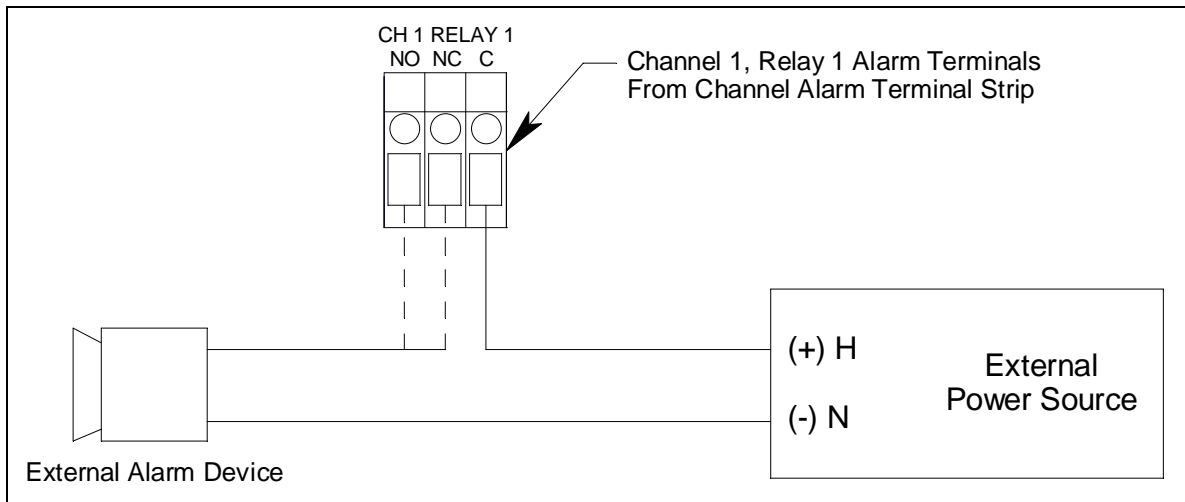 CH 1 RELAY 1
NO NC C
Channel 1, Relay 1 Alarm Terminals
From Channel Alarm Terminal Strip
(+) H
(-) N
External
Power Source
External Alarm Device